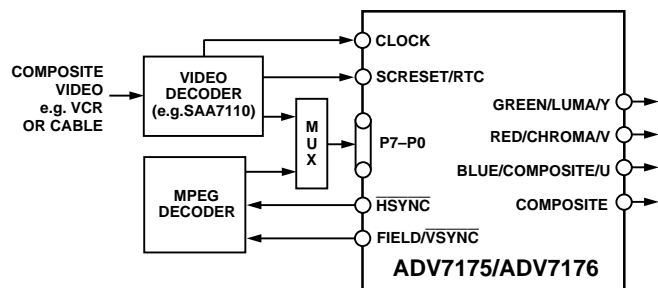 COMPOSITE
VIDEO
e.g. VCR
OR CABLE
VIDEO
DECODER
(e.g.SAA7110)
MPEG
DECODER
M
U
X
CLOCK
SCRESET/RTC
P7–P0
HSYNC
FIELD/VSYNC
GREEN/LUMA/Y
RED/CHROMA/V
BLUE/COMPOSITE/U
COMPOSITE
ADV7175/ADV7176